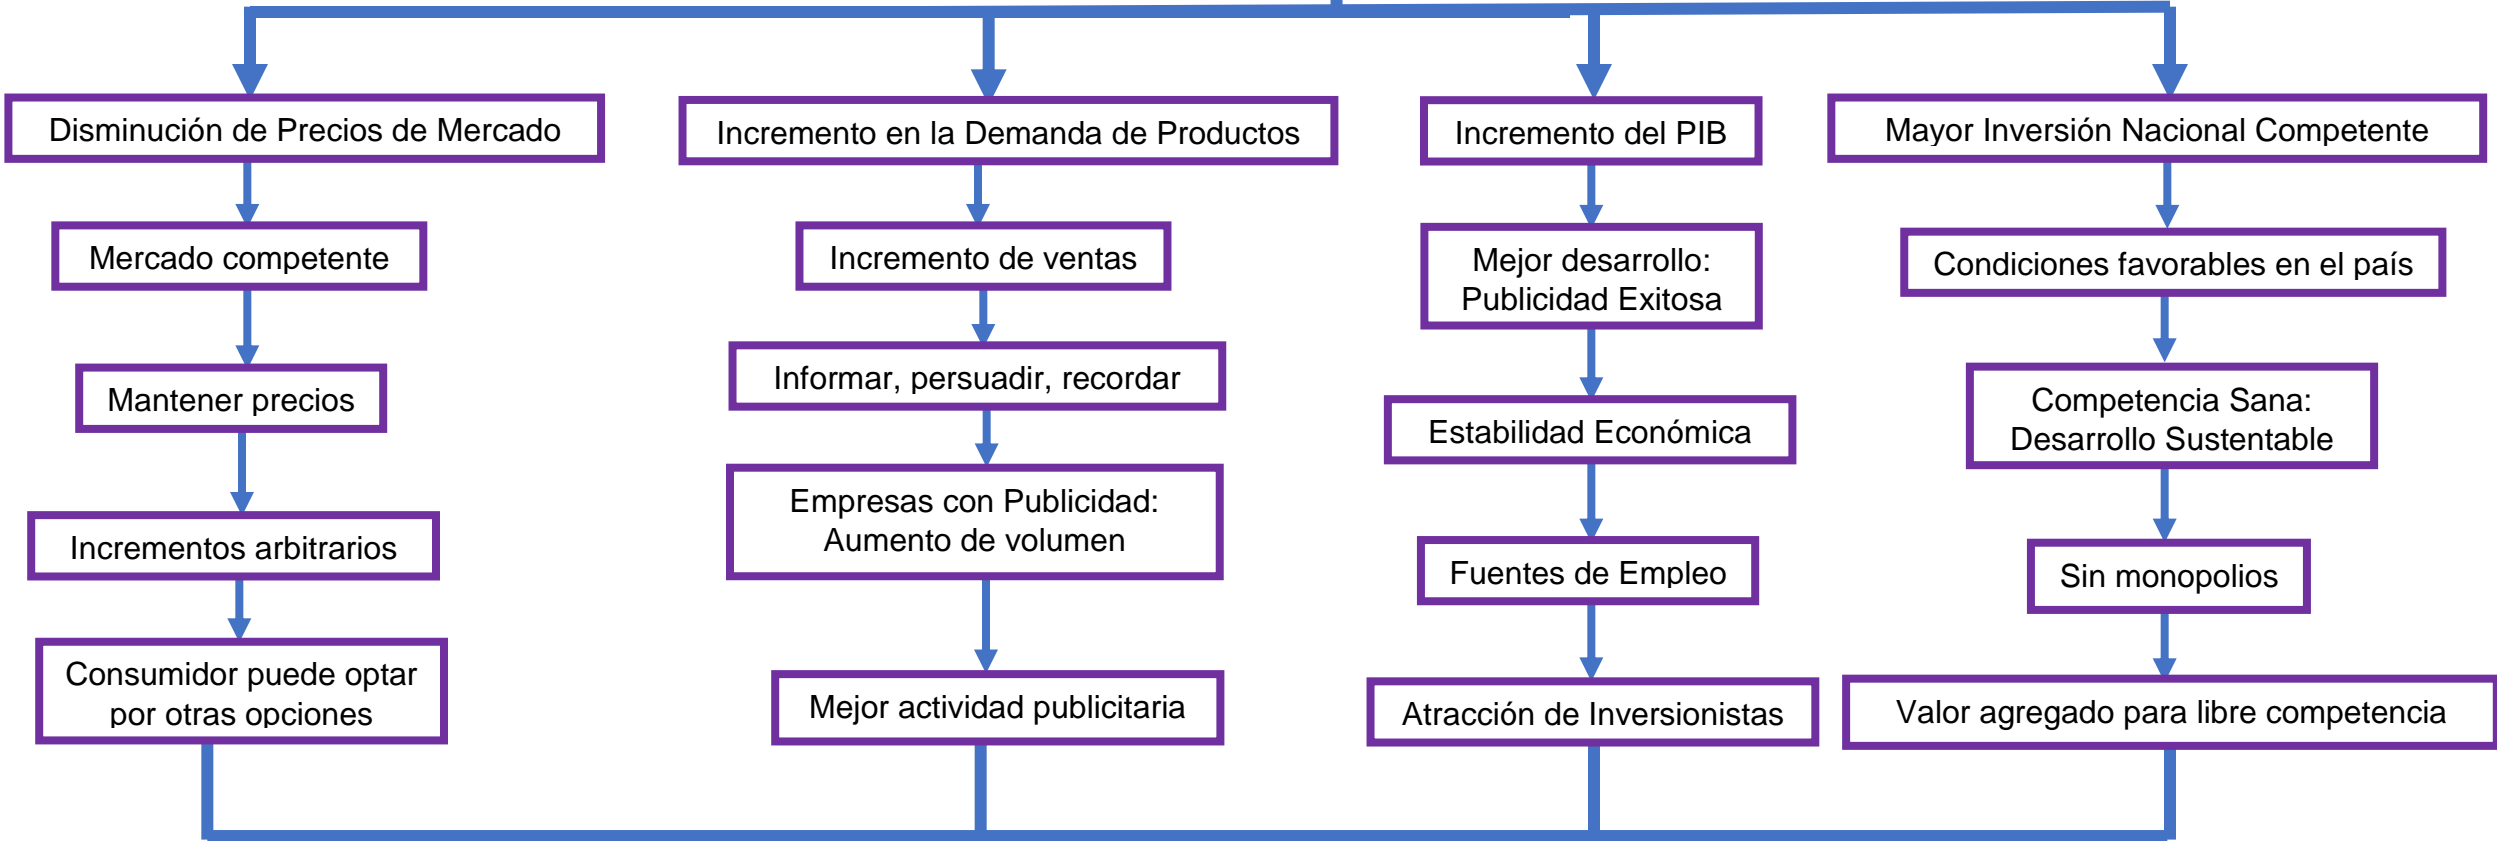 Disminución de Precios de Mercado
Mercado competente
Mantener precios
Incrementos arbitrarios
Consumidor puede optar
por otras opciones
Incremento en la Demanda de Productos
Incremento de ventas
Informar, persuadir, recordar
Empresas con Publicidad:
Aumento de volumen
Mejor actividad publicitaria
Incremento del PIB
Mejor desarrollo:
Publicidad Exitosa
Estabilidad Económica
Fuentes de Empleo
Atracción de Inversionistas
Mayor Inversión Nacional Competente
Condiciones favorables en el país
Competencia Sana:
Desarrollo Sustentable
Sin monopolios
Valor agregado para libre competencia